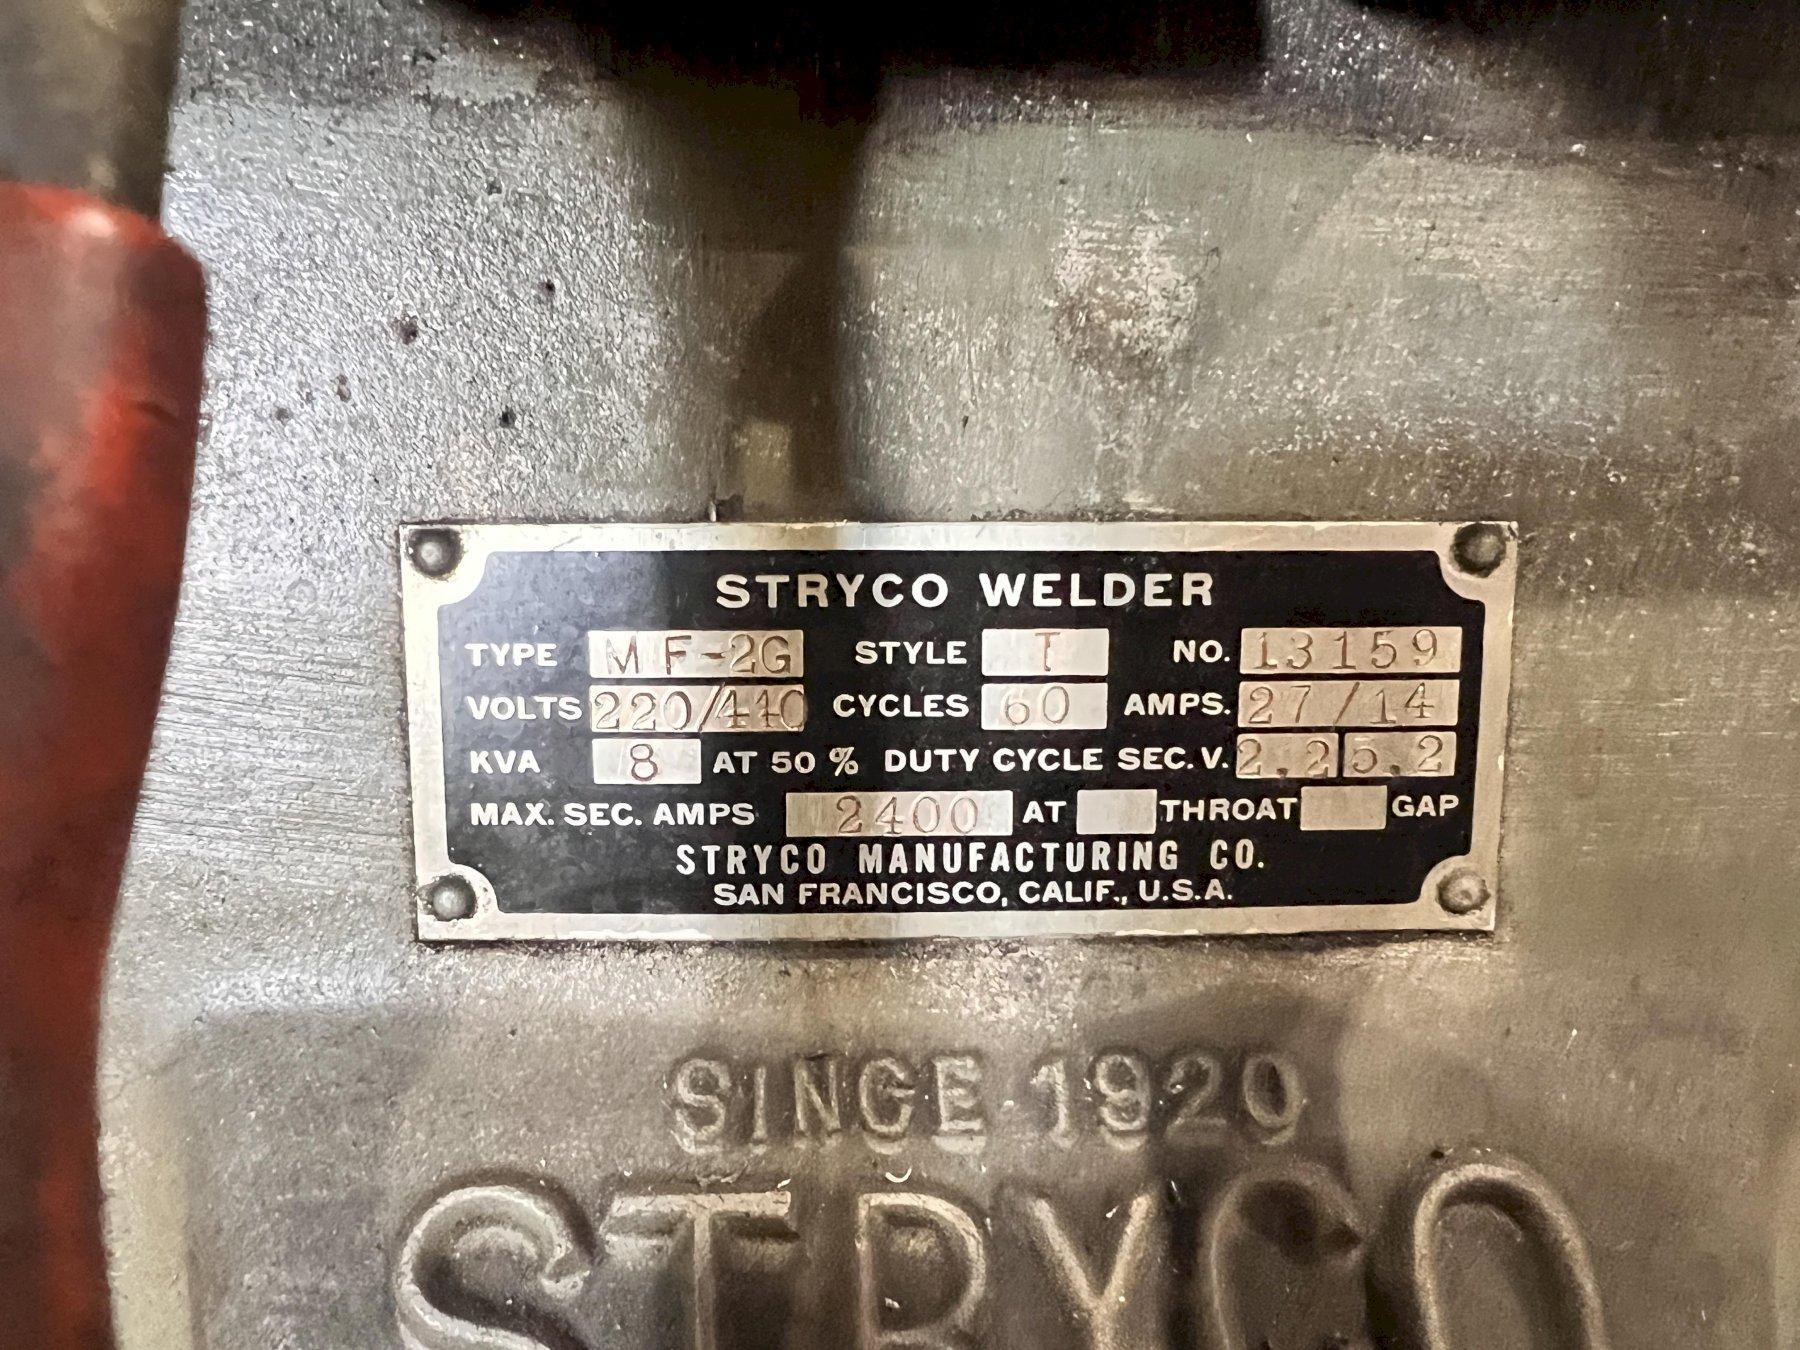 STRYCO WELDER
TYPE MF-2G STYLE T NO. 13159
VOLTS 220/440 CYCLES 60 AMPS. 27/14
KVA 8 AT 50 % DUTY CYCLE SEC. V. 2.2 5.2
MAX. SEC. AMPS 2400 AT THROAT GAP
STRYCO MANUFACTURING CO.
SAN FRANCISCO, CALIF., U.S.A.
SINCE 1920
STRYCO